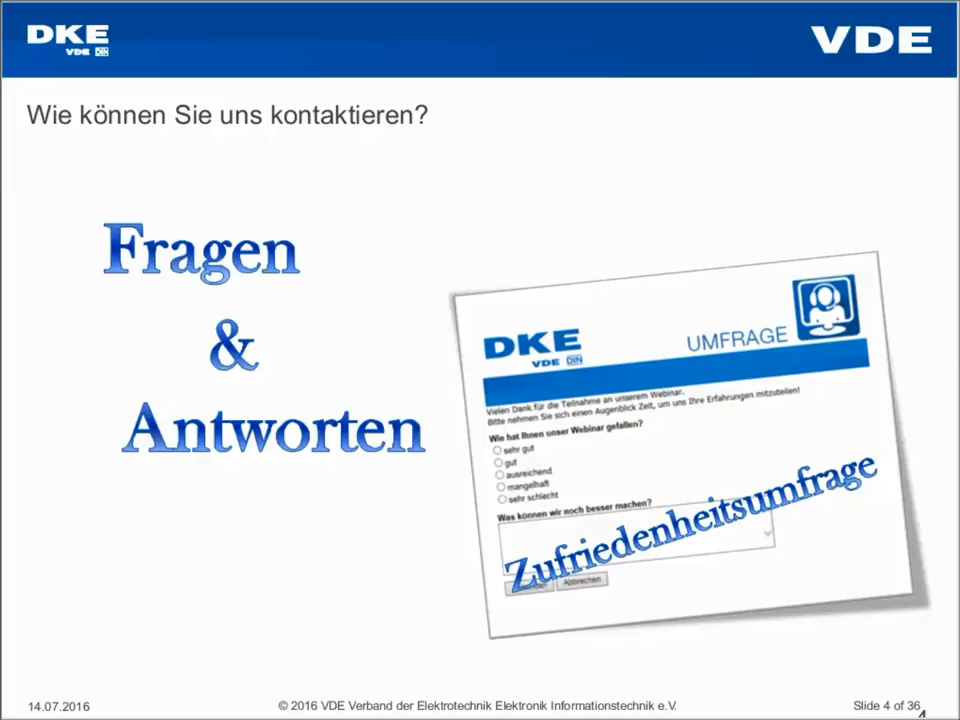 DKE
VDE DIN
VDE
Wie können Sie uns kontaktieren?
Fragen
&
Antworten
DKE
VDE DIN
UMFRAGE
Vielen Dank für die Teilnahme an unserem Webinar.
Bitte nehmen Sie sich einen Augenblick Zeit, um uns Ihre Erfahrungen mitzuteilen!
Wie hat Ihnen unser Webinar gefallen?
sehr gut
gut
ausreichend
mangelhaft
sehr schlecht
Was können wir noch besser machen?
Zufriedenheitsumfrage
Abbrechen
14.07.2016
© 2016 VDE Verband der Elektrotechnik Elektronik Informationstechnik e.V.
Slide 4 of 36
4